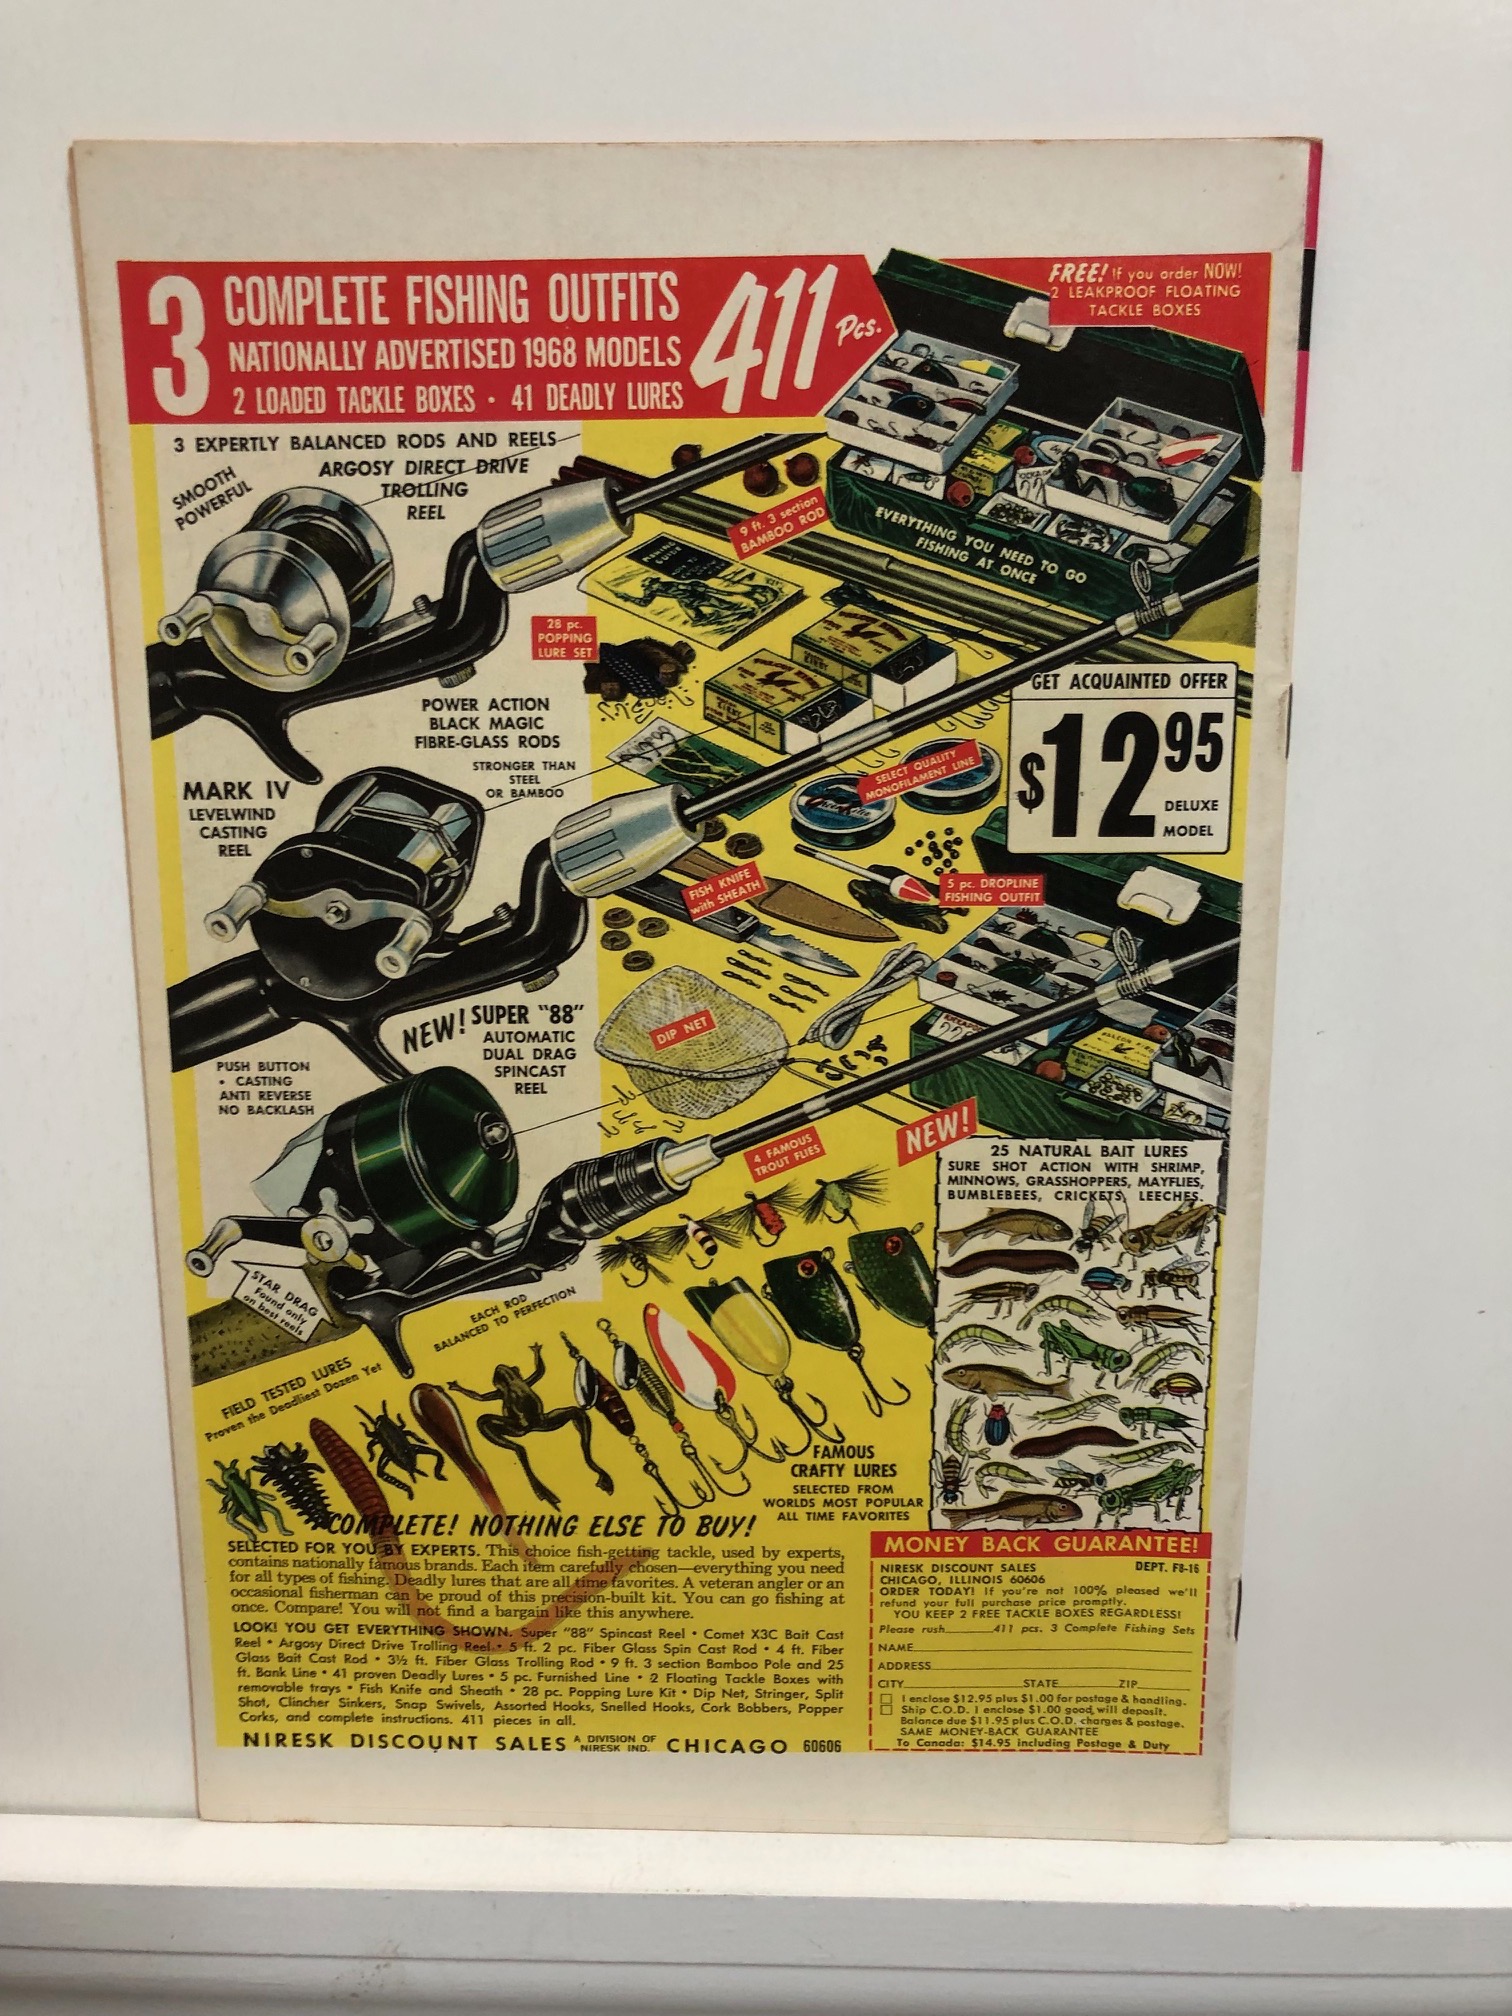 3 COMPLETE FISHING OUTFITS
NATIONALLY ADVERTISED 1968 MODELS
2 LOADED TACKLE BOXES • 41 DEADLY LURES
411 Pcs.
FREE! If you order NOW!
2 LEAKPROOF FLOATING
TACKLE BOXES
3 EXPERTLY BALANCED RODS AND REELS
SMOOTH
POWERFUL
ARGOSY DIRECT DRIVE
TROLLING
REEL
9 ft. 3 section
BAMBOO ROD
EVERYTHING YOU NEED TO GO
FISHING AT ONCE
FISHING
GUIDE
28 pc.
POPPING
LURE SET
POWER ACTION
BLACK MAGIC
FIBRE-GLASS RODS
STRONGER THAN
STEEL
OR BAMBOO
GET ACQUAINTED OFFER
$12 95
DELUXE
MODEL
MARK IV
LEVELWIND
CASTING
REEL
SELECT QUALITY
MONOFILAMENT LINE
FISH KNIFE
with SHEATH
5 pc. DROPLINE
FISHING OUTFIT
NEW! SUPER "88"
AUTOMATIC
DUAL DRAG
SPINCAST
REEL
DIP NET
PUSH BUTTON
• CASTING
ANTI REVERSE
NO BACKLASH
4 FAMOUS
TROUT FLIES
NEW!
25 NATURAL BAIT LURES
SURE SHOT ACTION WITH SHRIMP,
MINNOWS, GRASSHOPPERS, MAYFLIES,
BUMBLEBEES, CRICKETS, LEECHES.
STAR DRAG
Found only
on best reels
EACH ROD
BALANCED TO PERFECTION
FIELD TESTED LURES
Proven the Deadliest Dozen Yet
FAMOUS
CRAFTY LURES
SELECTED FROM
WORLDS MOST POPULAR
ALL TIME FAVORITES
COMPLETE! NOTHING ELSE TO BUY!
SELECTED FOR YOU BY EXPERTS. This choice fish-getting tackle, used by experts,
contains nationally famous brands. Each item carefully chosen—everything you need
for all types of fishing. Deadly lures that are all time favorites. A veteran angler or an
occasional fisherman can be proud of this precision-built kit. You can go fishing at
once. Compare! You will not find a bargain like this anywhere.
LOOK! YOU GET EVERYTHING SHOWN. Super "88" Spincast Reel • Comet X3C Bait Cast
Reel • Argosy Direct Drive Trolling Reel • 5 ft. 2 pc. Fiber Glass Spin Cast Rod • 4 ft. Fiber
Glass Bait Cast Rod • 3½ ft. Fiber Glass Trolling Rod • 9 ft. 3 section Bamboo Pole and 25
ft. Bank Line • 41 proven Deadly Lures • 5 pc. Furnished Line • 2 Floating Tackle Boxes with
removable trays • Fish Knife and Sheath • 28 pc. Popping Lure Kit • Dip Net, Stringer, Split
Shot, Clincher Sinkers, Snap Swivels, Assorted Hooks, Snelled Hooks, Cork Bobbers, Popper
Corks, and complete instructions. 411 pieces in all.
NIRESK DISCOUNT SALES A DIVISION OF NIRESK IND. CHICAGO 60606
MONEY BACK GUARANTEE!
NIRESK DISCOUNT SALES DEPT. F8-16
CHICAGO, ILLINOIS 60606
ORDER TODAY! If you're not 100% pleased we'll
refund your full purchase price promptly.
YOU KEEP 2 FREE TACKLE BOXES REGARDLESS!
Please rush 411 pcs. 3 Complete Fishing Sets
NAME
ADDRESS
CITY STATE ZIP
I enclose $12.95 plus $1.00 for postage & handling.
Ship C.O.D. I enclose $1.00 good will deposit.
Balance due $11.95 plus C.O.D. charges & postage.
SAME MONEY-BACK GUARANTEE
To Canada: $14.95 including Postage & Duty